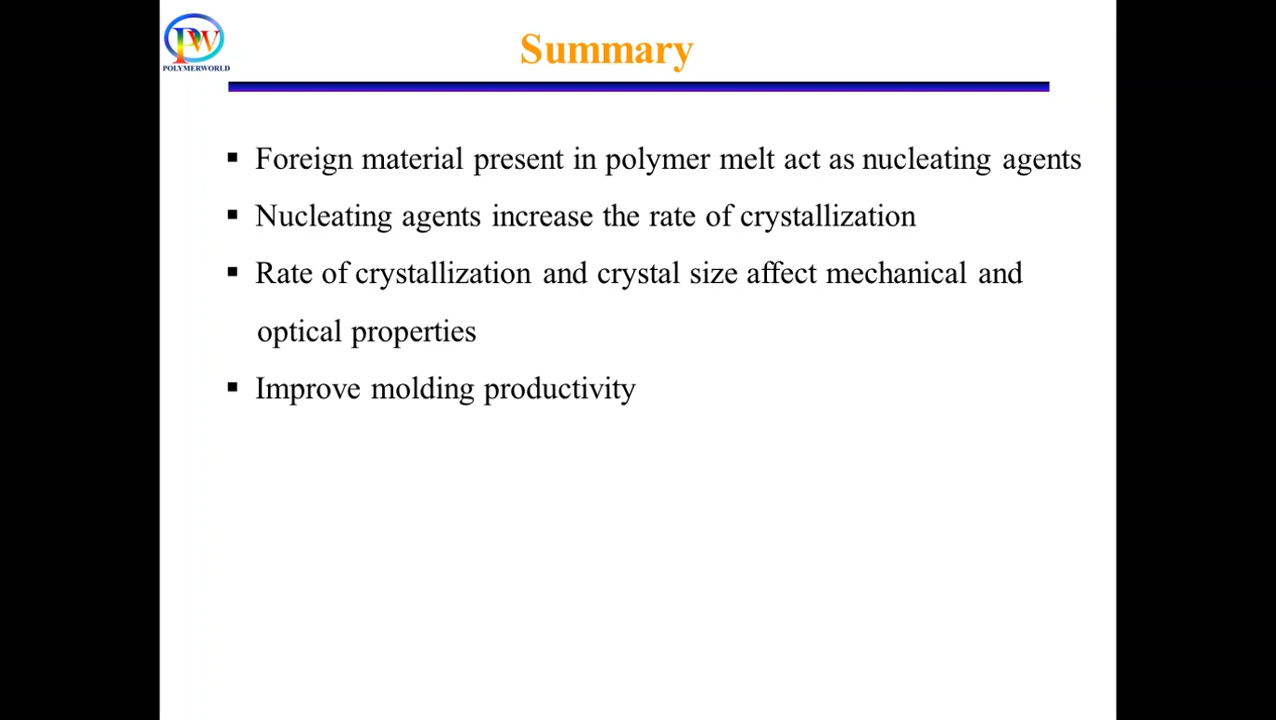 PW
POLYMERWORLD
Summary
▪ Foreign material present in polymer melt act as nucleating agents
▪ Nucleating agents increase the rate of crystallization
▪ Rate of crystallization and crystal size affect mechanical and
optical properties
▪ Improve molding productivity